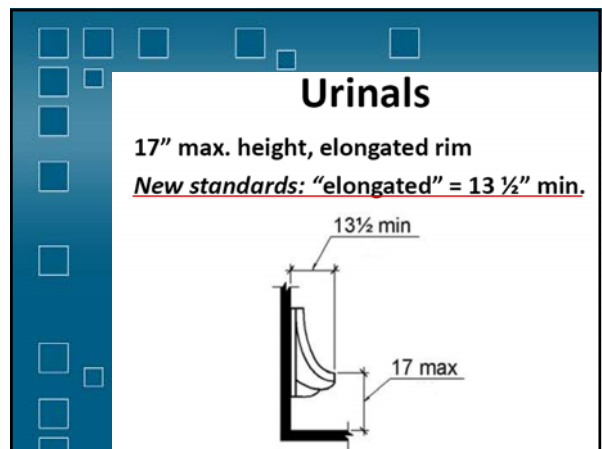 Urinals
17” max. height, elongated rim
New standards: “elongated” = 13 ½” min.
13½ min
17 max